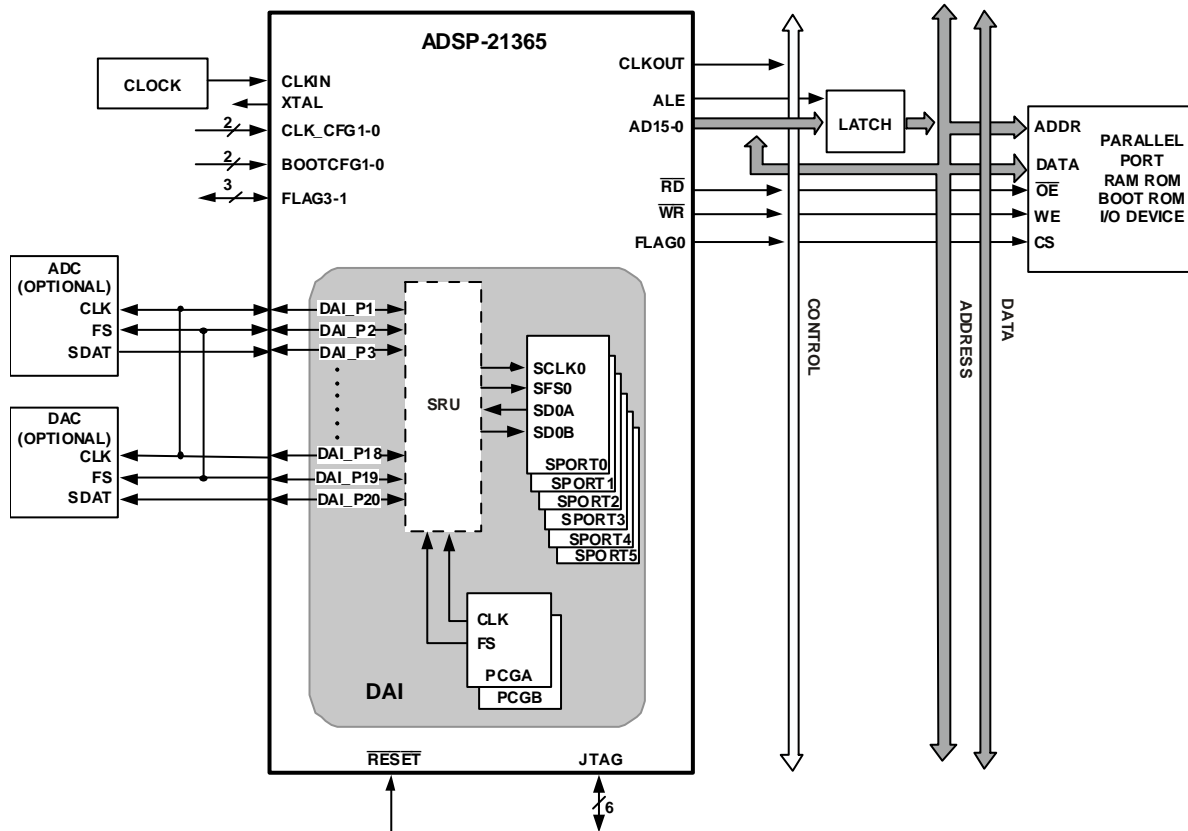 ADSP-21365
CLOCK
CLKIN
XTAL
2
CLK_CFG1-0
2
BOOTCFG1-0
3
FLAG3-1
CLKOUT
ALE
AD15-0
RD
WR
FLAG0
LATCH
ADDR
DATA
OE
WE
CS
PARALLEL
PORT
RAM ROM
BOOT ROM
I/O DEVICE
CONTROL
ADDRESS
DATA
ADC
(OPTIONAL)
CLK
FS
SDAT
DAC
(OPTIONAL)
CLK
FS
SDAT
DAI_P1
DAI_P2
DAI_P3
DAI_P18
DAI_P19
DAI_P20
SRU
SCLK0
SFS0
SD0A
SD0B
SPORT0
SPORT1
SPORT2
SPORT3
SPORT4
SPORT5
CLK
FS
PCGA
PCGB
DAI
RESET
JTAG
6